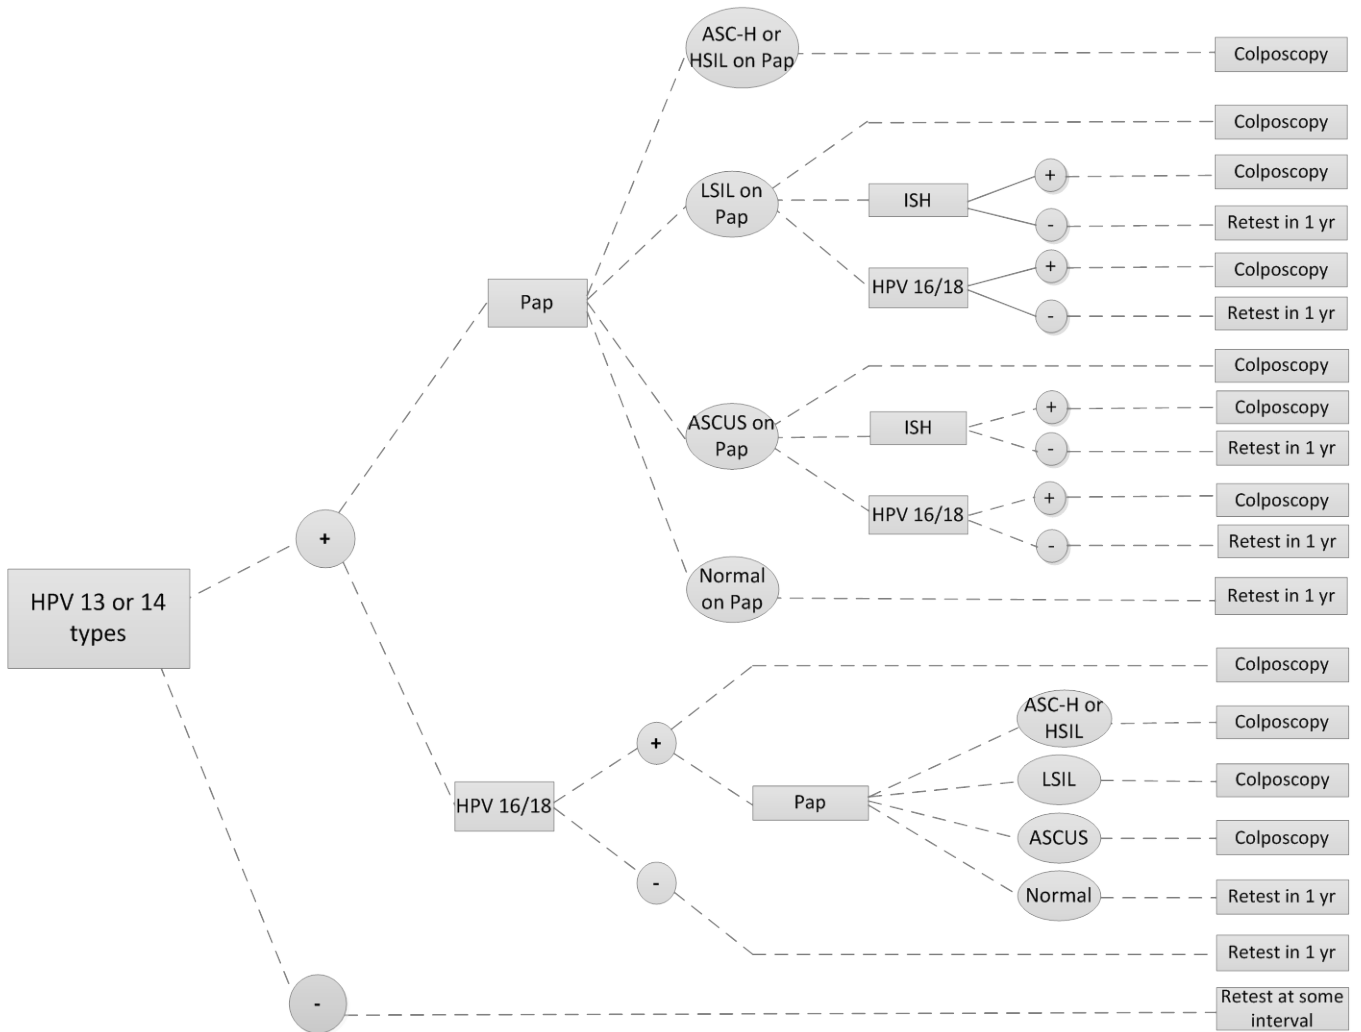 ASC-H or
HSIL on Pap
Colposcopy
Colposcopy
LSIL on
Pap
ISH
+
Colposcopy
-
Retest in 1 yr
HPV 16/18
+
Colposcopy
-
Retest in 1 yr
Pap
Colposcopy
ASCUS on
Pap
ISH
+
Colposcopy
-
Retest in 1 yr
HPV 16/18
+
Colposcopy
-
Retest in 1 yr
Normal
on Pap
Retest in 1 yr
+
HPV 13 or 14
types
Colposcopy
HPV 16/18
+
Pap
ASC-H or
HSIL
Colposcopy
LSIL
Colposcopy
ASCUS
Colposcopy
Normal
Retest in 1 yr
-
Retest in 1 yr
-
Retest at some
interval